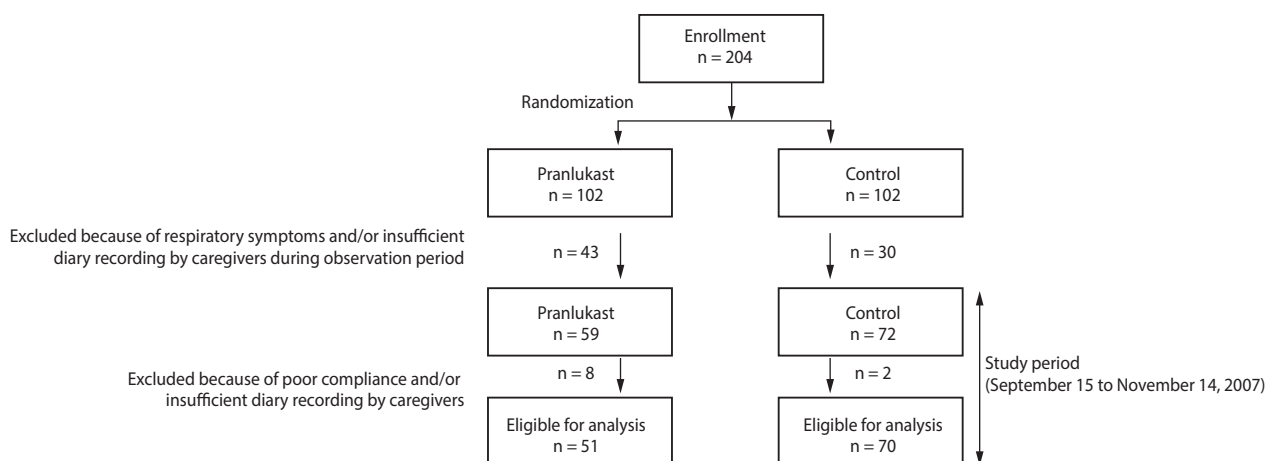 Enrollment
n = 204
Randomization
Pranlukast
n = 102
Control
n = 102
Excluded because of respiratory symptoms and/or insufficient
diary recording by caregivers during observation period
n = 43
n = 30
Pranlukast
n = 59
Control
n = 72
Study period
(September 15 to November 14, 2007)
Excluded because of poor compliance and/or
insufficient diary recording by caregivers
n = 8
n = 2
Eligible for analysis
n = 51
Eligible for analysis
n = 70